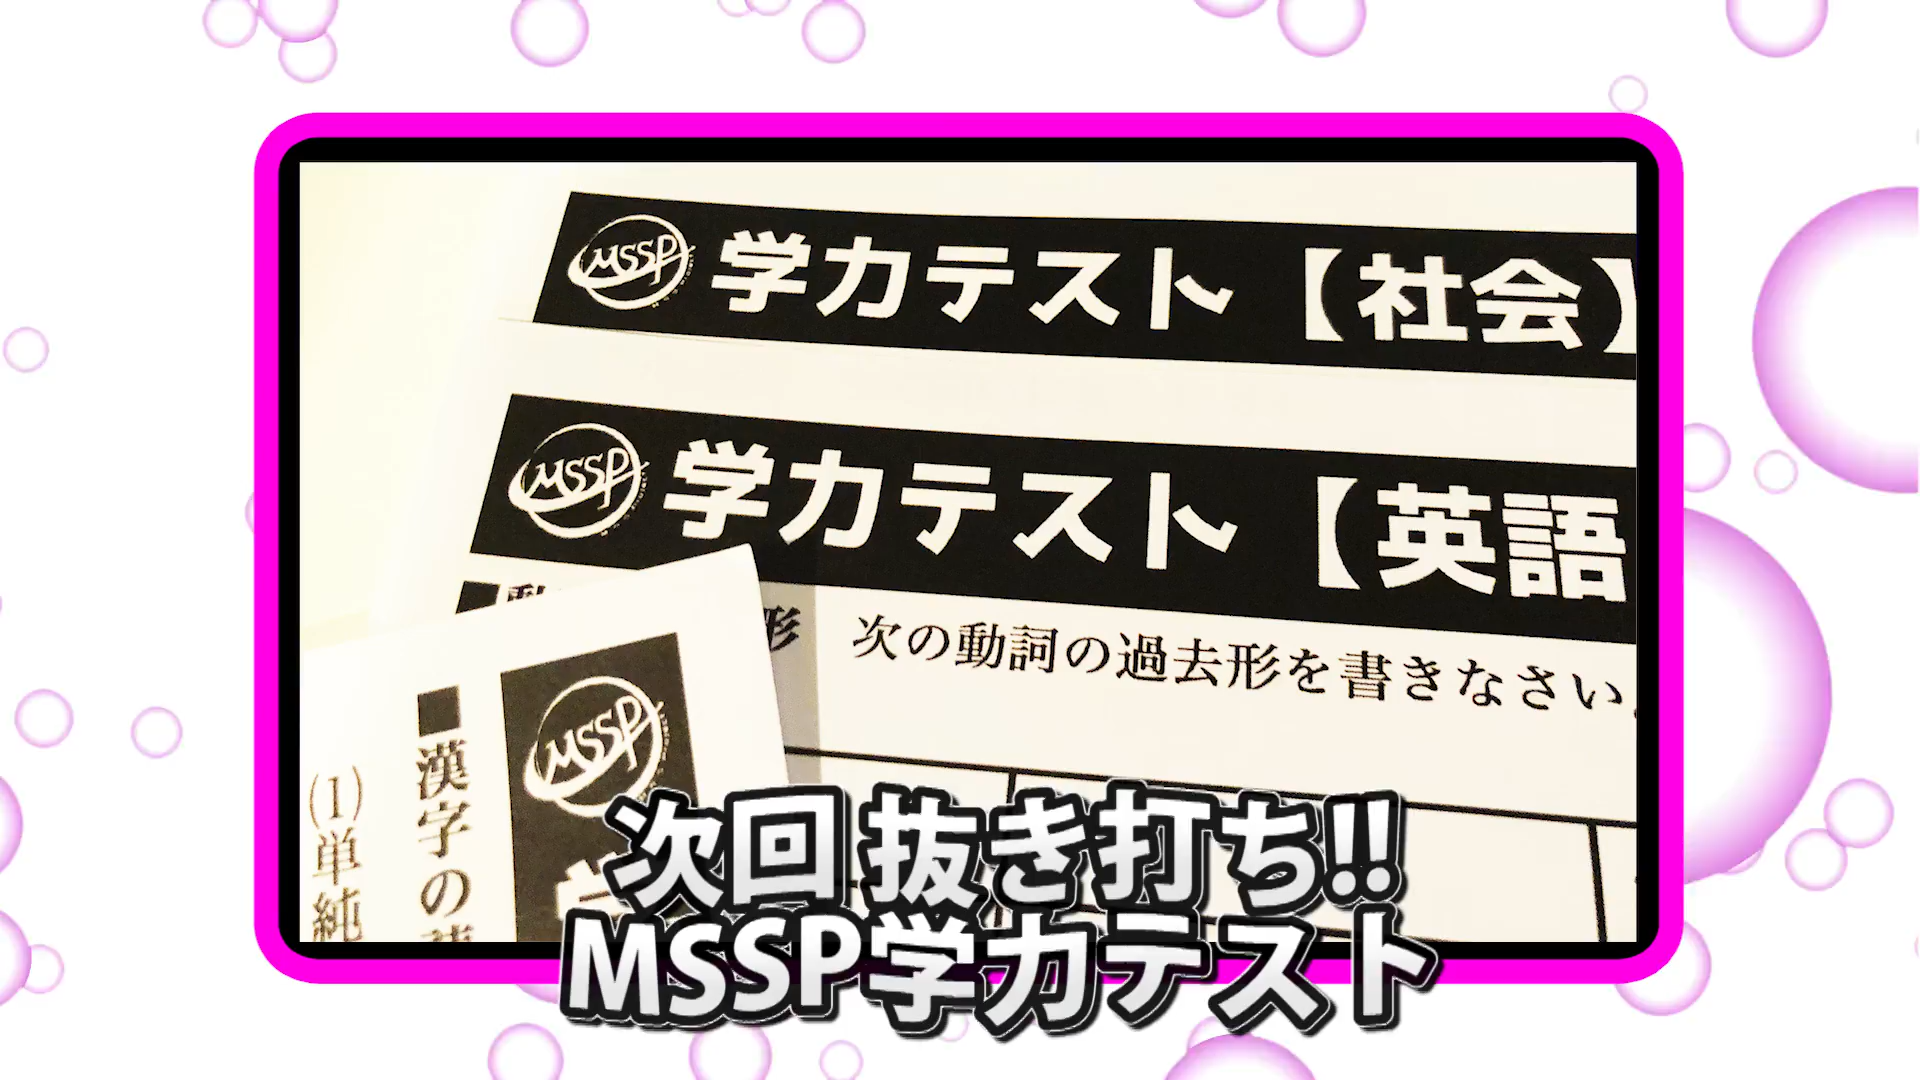 MSSP 学力テスト【社会】
MSSP 学力テスト【英語
形 次の動詞の過去形を書きなさい
MSSP
■漢字の
(1)単純
次回 抜き打ち!!
MSSP学力テスト